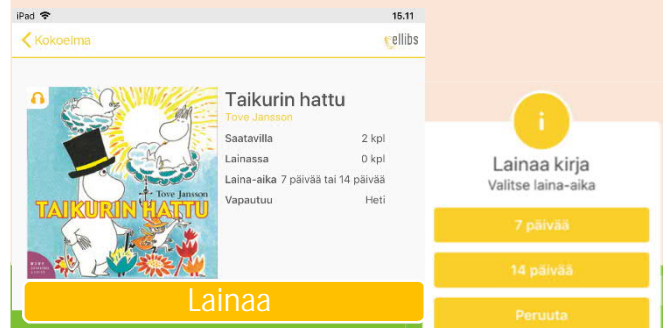 iPad 15.11
Kokoelma
ellibs
Taikurin hattu
Tove Jansson
Saatavilla 2 kpl
Lainassa 0 kpl
Laina-aika 7 päivää tai 14 päivää
Vapautuu Heti
Tove Jansson
TAIKURIN HATTU
Lainaa
i
Lainaa kirja
Valitse laina-aika
7 päivää
14 päivää
Peruuta